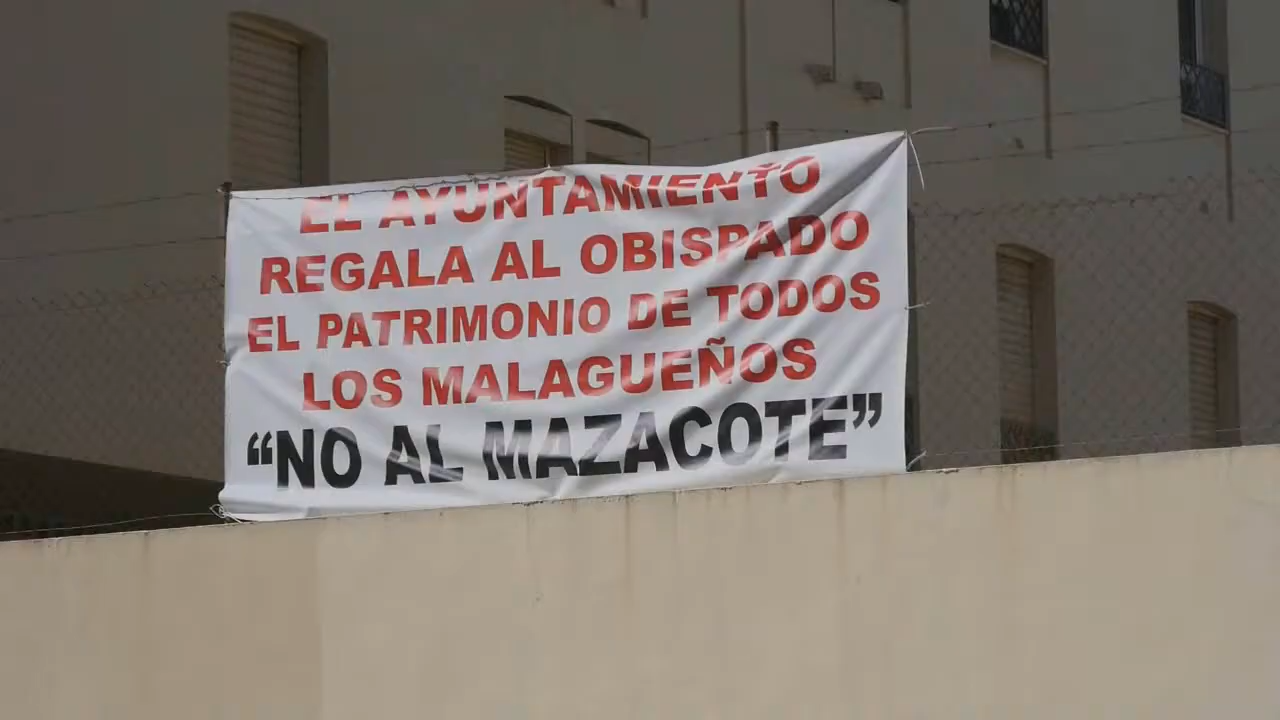 EL AYUNTAMIENTO
REGALA AL OBISPADO
EL PATRIMONIO DE TODOS
LOS MALAGUEÑOS
“NO AL MAZACOTE”